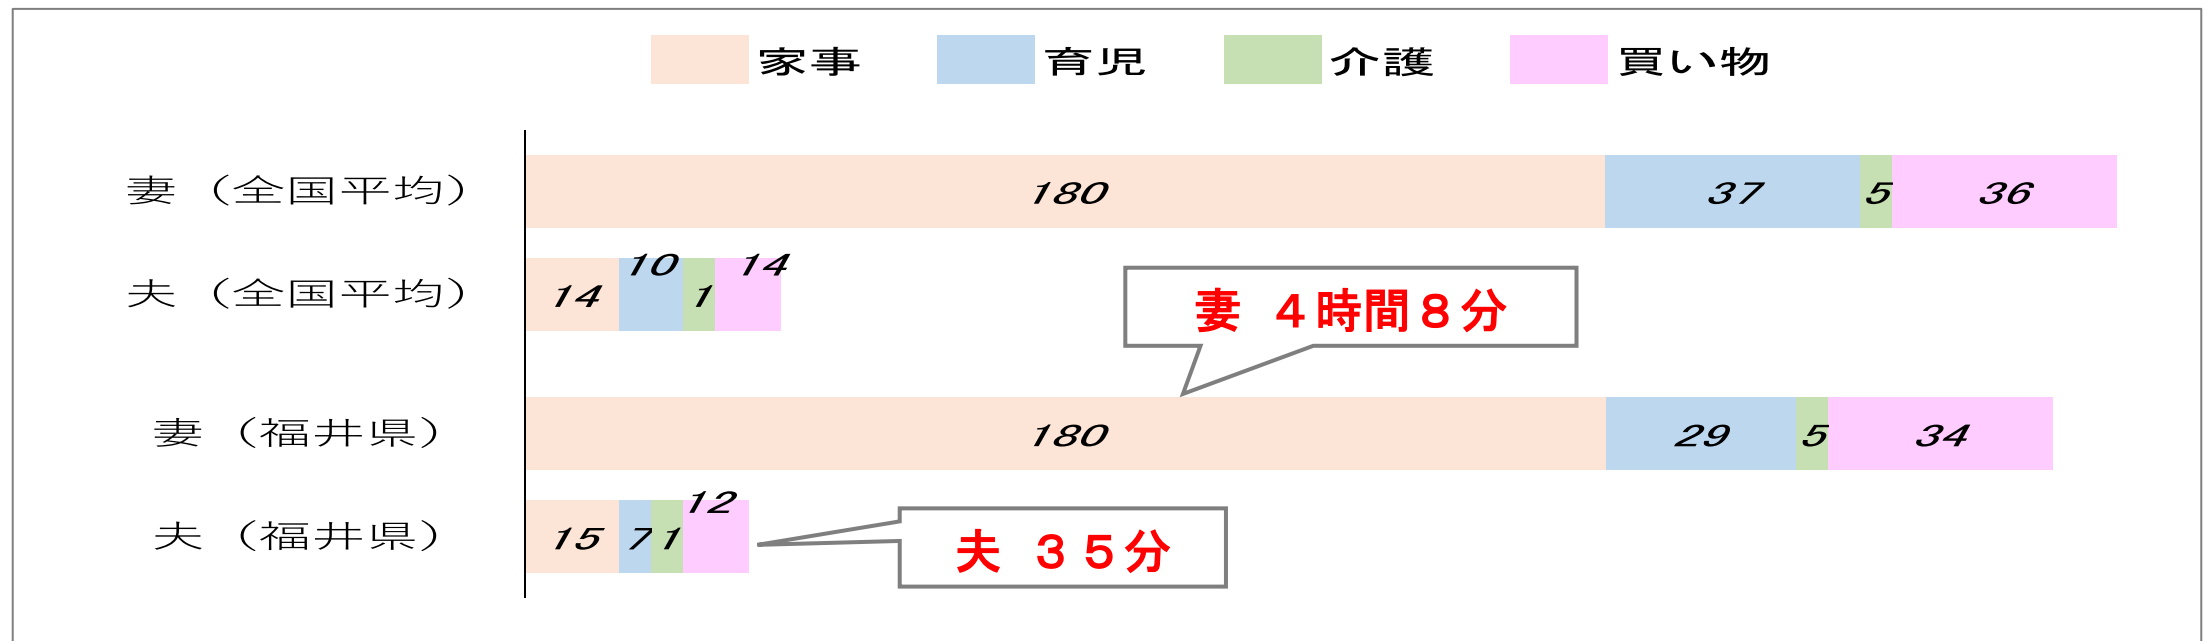 家事 育児 介護 買い物
妻（全国平均） 180 37 5 36
夫（全国平均） 14 10 1 14
妻 ４時間８分
妻（福井県） 180 29 5 34
夫（福井県） 15 7 1 12
夫 ３５分